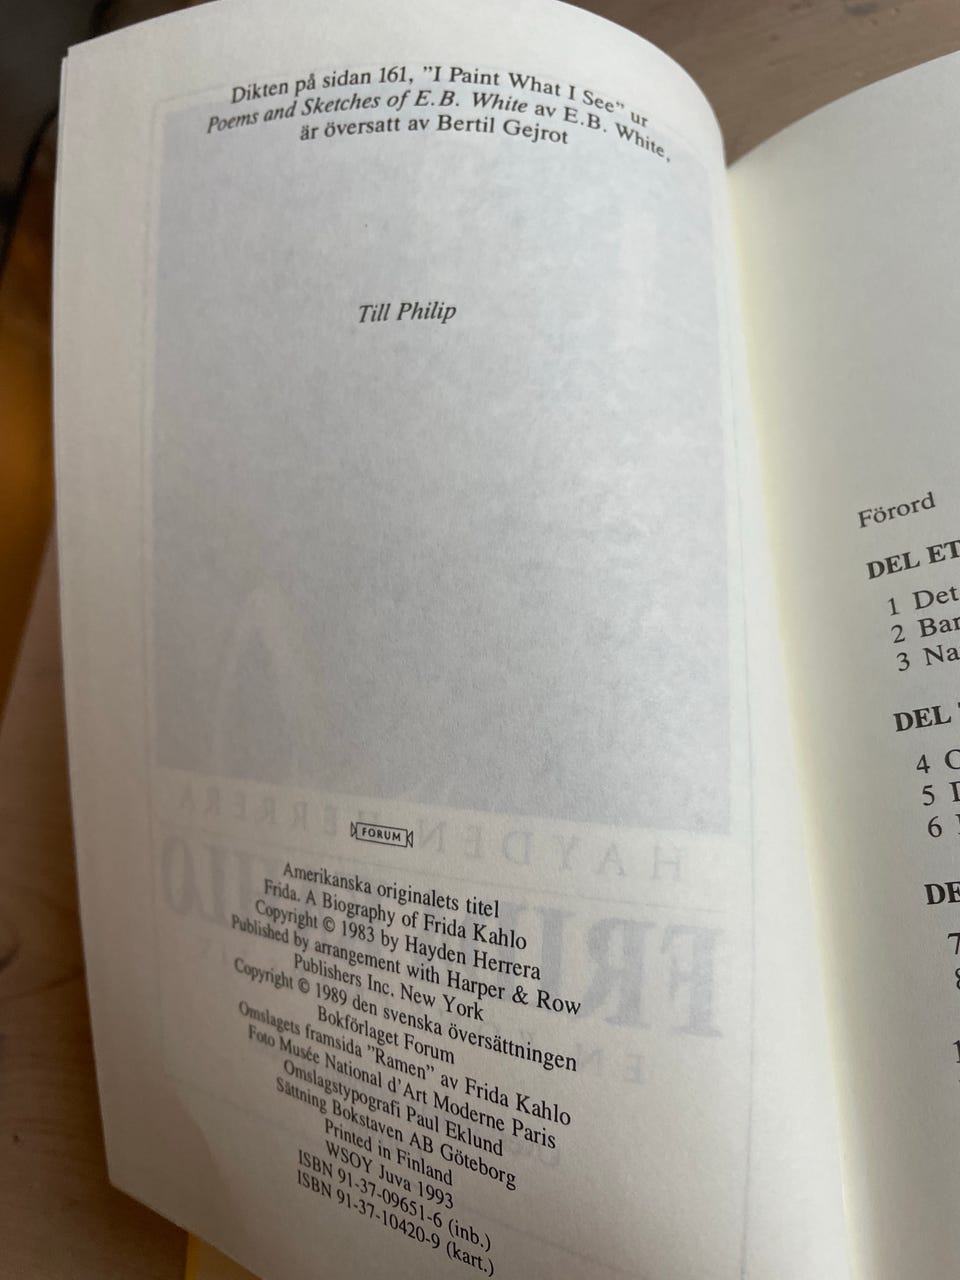 Dikten på sidan 161, ”I Paint What I See” ur
Poems and Sketches of E.B. White av E.B. White,
är översatt av Bertil Gejrot
Till Philip
FORUM
Amerikanska originalets titel
Frida. A Biography of Frida Kahlo
Copyright © 1983 by Hayden Herrera
Published by arrangement with Harper & Row
Publishers Inc. New York
Copyright © 1989 den svenska översättningen
Bokförlaget Forum
Omslagets framsida ”Ramen” av Frida Kahlo
Foto Musée National d'Art Moderne Paris
Omslagstypografi Paul Eklund
Sättning Bokstaven AB Göteborg
Printed in Finland
WSOY Juva 1993
ISBN 91-37-09651-6 (inb.)
ISBN 91-37-10420-9 (kart.)
Förord
DEL
1 Det
2
3
DEL
4
5
6